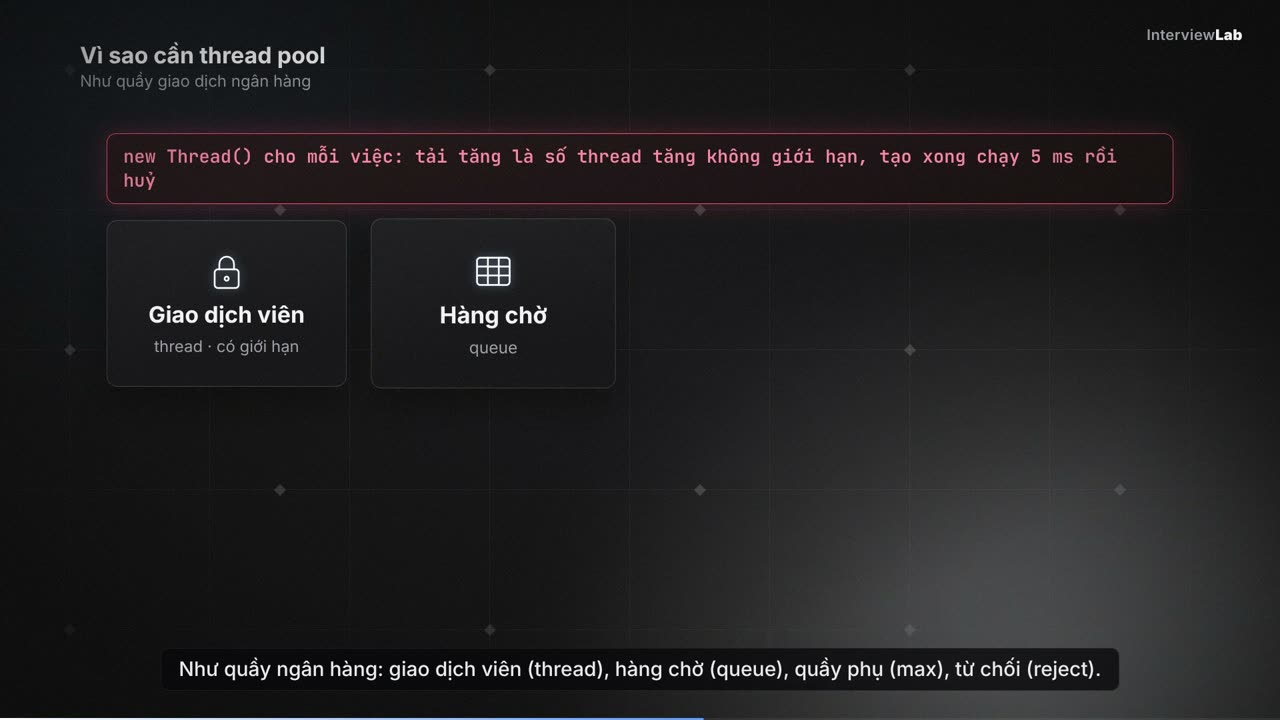 Vì sao cần thread pool
Như quầy giao dịch ngân hàng
InterviewLab
new Thread() cho mỗi việc: tải tăng là số thread tăng không giới hạn, tạo xong chạy 5 ms rồi
huỷ
Giao dịch viên
thread · có giới hạn
Hàng chờ
queue
Như quầy ngân hàng: giao dịch viên (thread), hàng chờ (queue), quầy phụ (max), từ chối (reject).